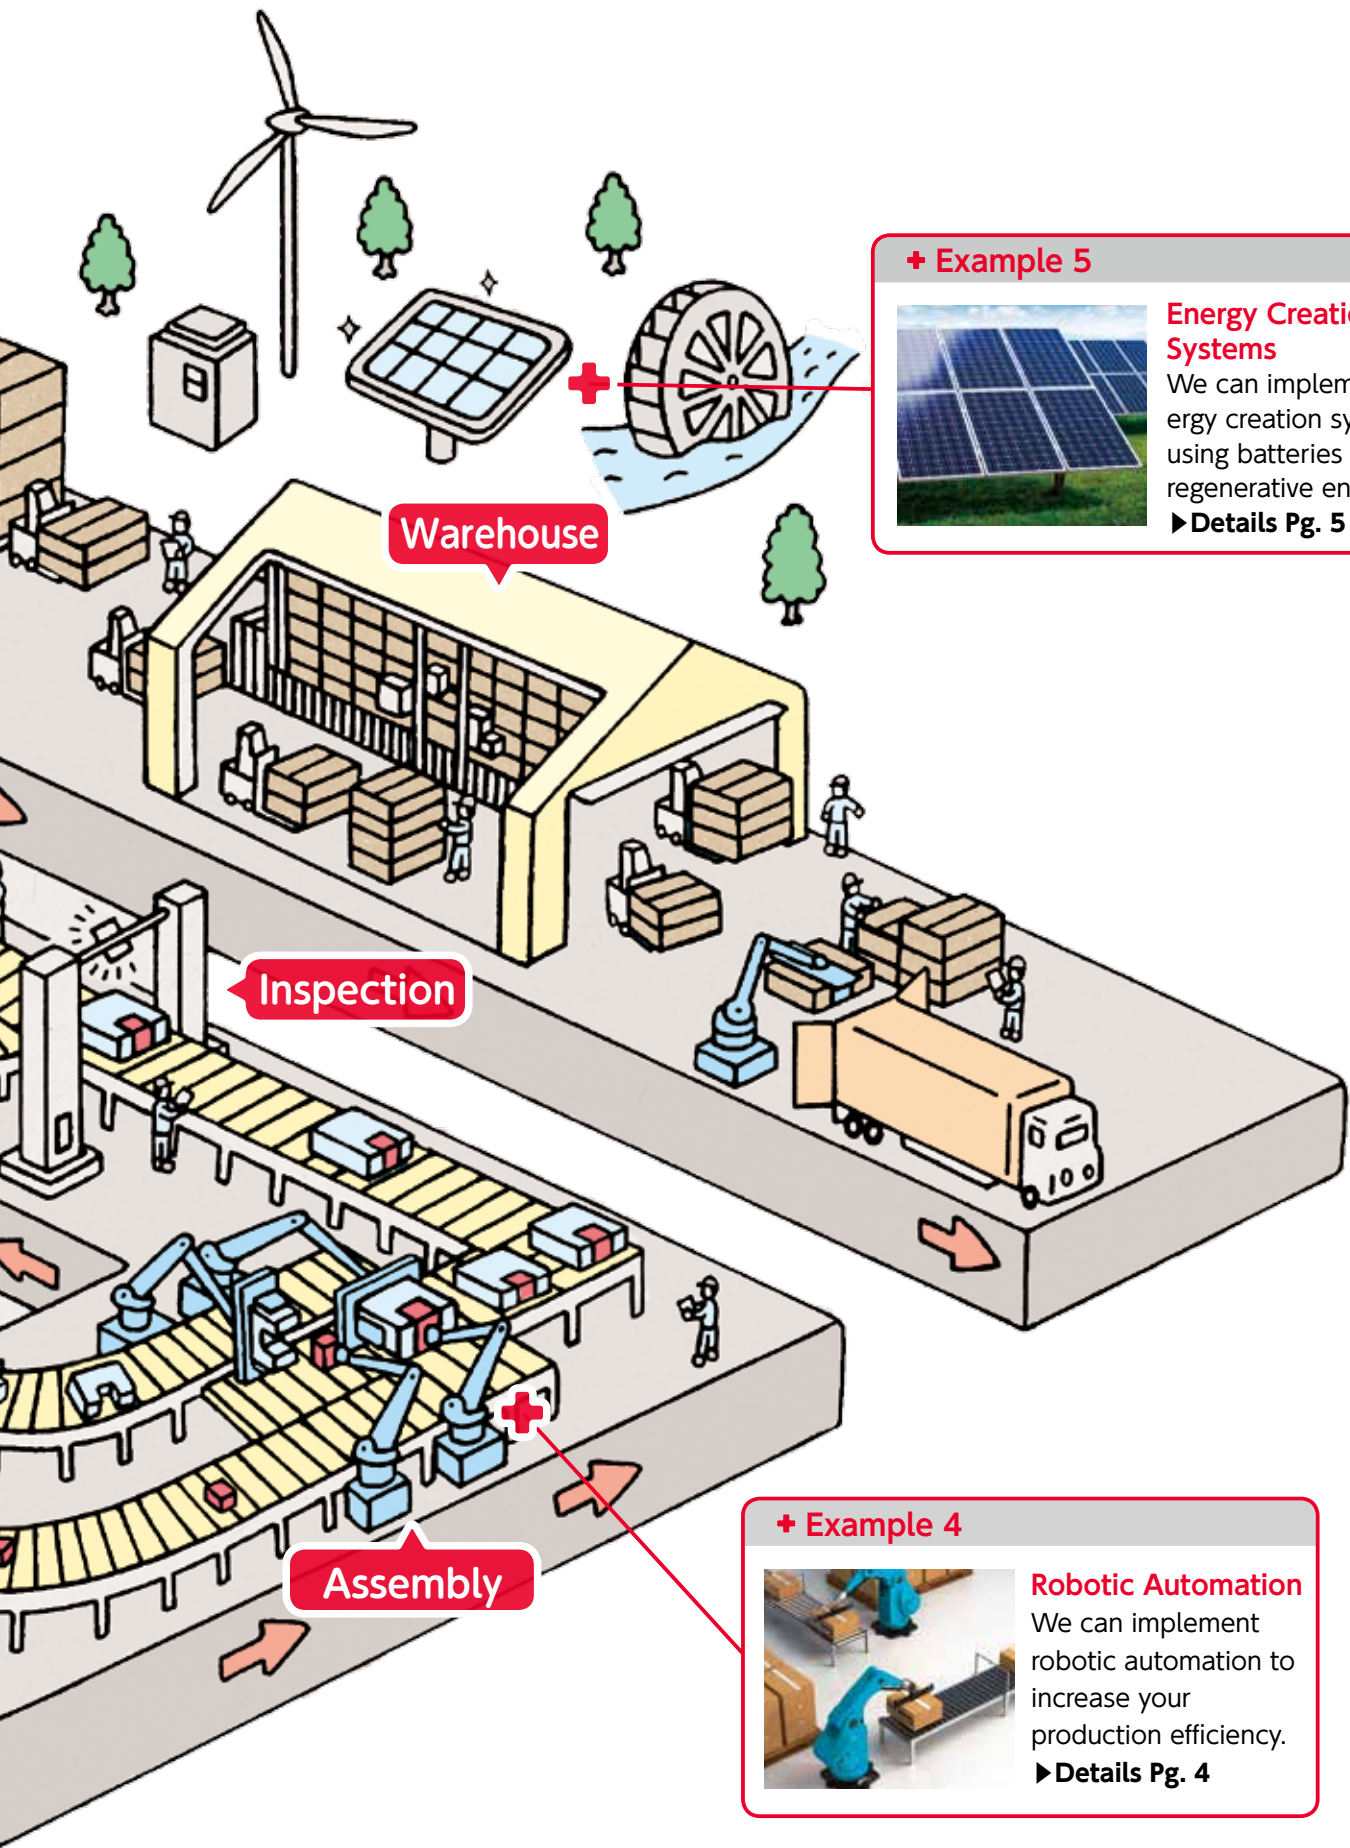 + Example 5
Energy Creatio
Systems
We can implem
ergy creation sy
using batteries
regenerative en
▶Details Pg. 5
Warehouse
Inspection
Assembly
+ Example 4
Robotic Automation
We can implement
robotic automation to
increase your
production efficiency.
▶Details Pg. 4